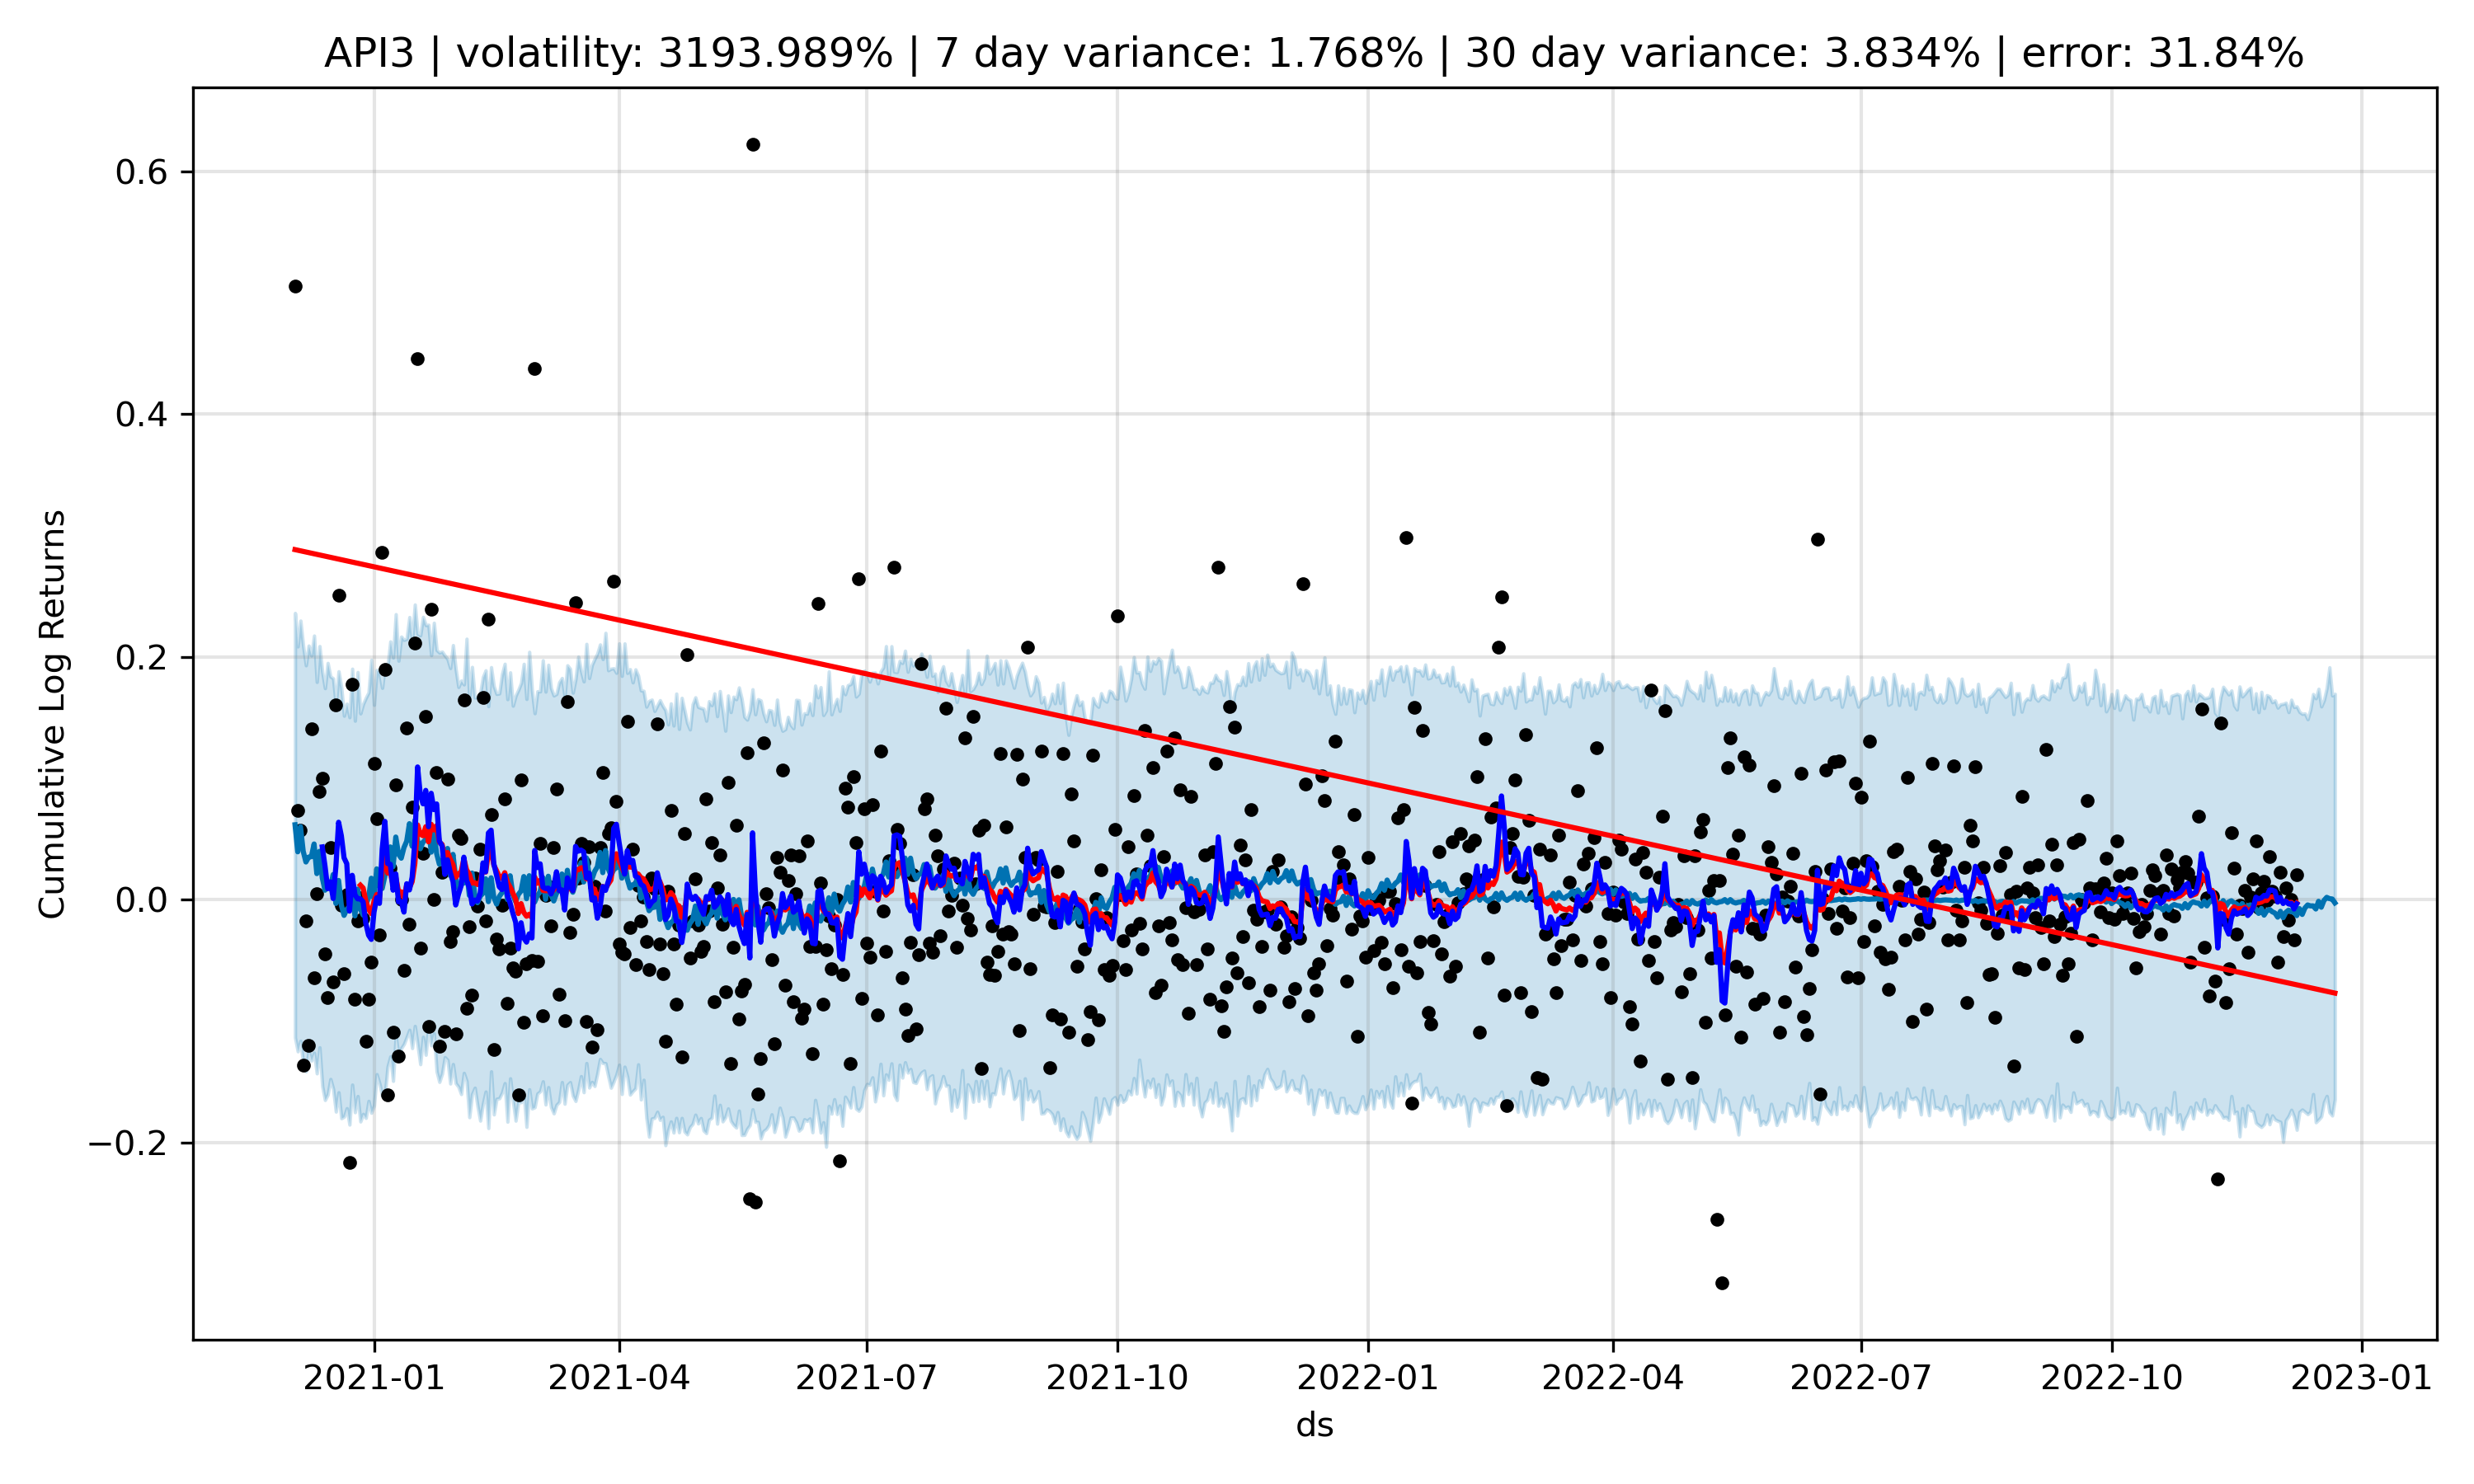 API3 | volatility: 3193.989% | 7 day variance: 1.768% | 30 day variance: 3.834% | error: 31.84%
0.6
0.4
0.2
0.0
−0.2
Cumulative Log Returns
2021-01 2021-04 2021-07 2021-10 2022-01 2022-04 2022-07 2022-10 2023-01
ds